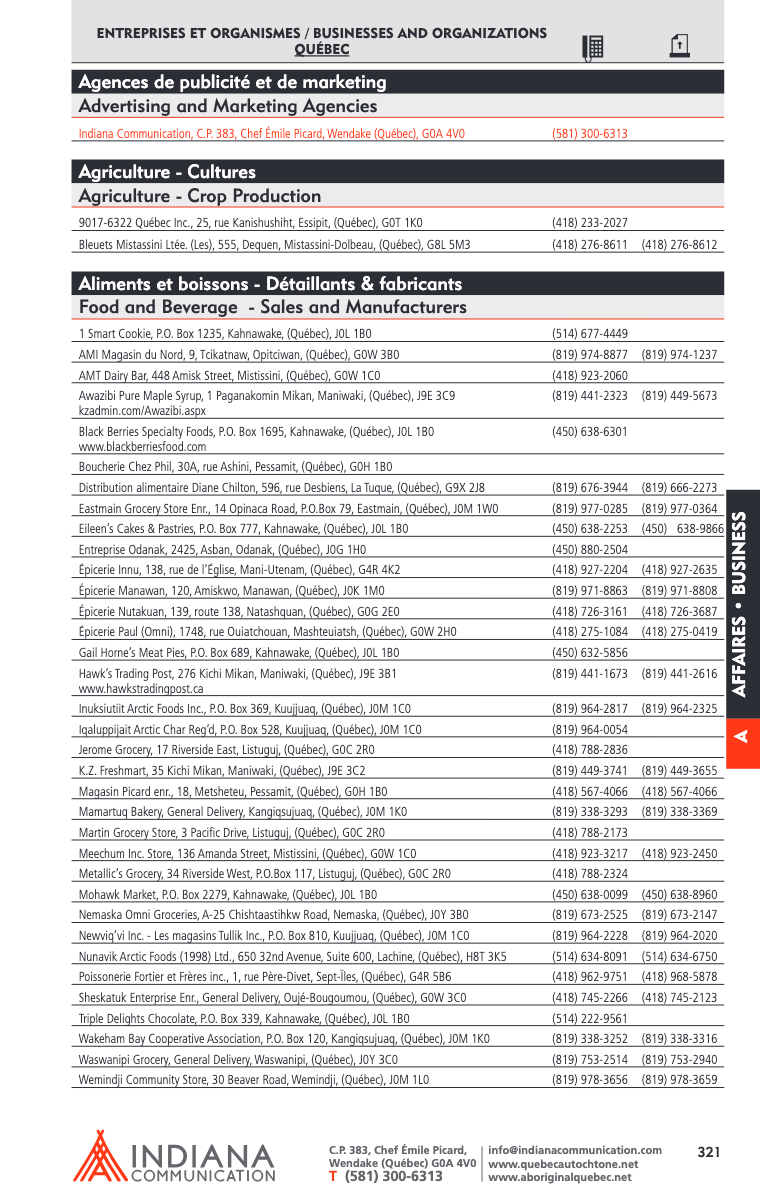 ENTREPRISES ET ORGANISMES / BUSINESSES AND ORGANIZATIONS
QUÉBEC
Agences de publicité et de marketing
Advertising and Marketing Agencies
Indiana Communication, C.P. 383, Chef Émile Picard, Wendake (Québec), G0A 4V0 (581) 300-6313
Agriculture - Cultures
Agriculture - Crop Production
9017-6322 Québec Inc., 25, rue Kanishushiht, Essipit, (Québec), G0T 1K0 (418) 233-2027
Bleuets Mistassini Ltée. (Les), 555, Dequen, Mistassini-Dolbeau, (Québec), G8L 5M3 (418) 276-8611 (418) 276-8612
Aliments et boissons - Détaillants & fabricants
Food and Beverage - Sales and Manufacturers
1 Smart Cookie, P.O. Box 1235, Kahnawake, (Québec), J0L 1B0 (514) 677-4449
AMI Magasin du Nord, 9, Tcikatnaw, Opitciwan, (Québec), G0W 3B0 (819) 974-8877 (819) 974-1237
AMT Dairy Bar, 448 Amisk Street, Mistissini, (Québec), G0W 1C0 (418) 923-2060
Awazibi Pure Maple Syrup, 1 Paganakomin Mikan, Maniwaki, (Québec), J9E 3C9 (819) 441-2323 (819) 449-5673
kzadmin.com/Awazibi.aspx
Black Berries Specialty Foods, P.O. Box 1695, Kahnawake, (Québec), J0L 1B0 (450) 638-6301
www.blackberriesfood.com
Boucherie Chez Phil, 30A, rue Ashini, Pessamit, (Québec), G0H 1B0
Distribution alimentaire Diane Chilton, 596, rue Desbiens, La Tuque, (Québec), G9X 2J8 (819) 676-3944 (819) 666-2273
Eastmain Grocery Store Enr., 14 Opinaca Road, P.O.Box 79, Eastmain, (Québec), J0M 1W0 (819) 977-0285 (819) 977-0364
Eileen's Cakes & Pastries, P.O. Box 777, Kahnawake, (Québec), J0L 1B0 (450) 638-2253 (450) 638-9866
Entreprise Odanak, 2425, Asban, Odanak, (Québec), J0G 1H0 (450) 880-2504
Épicerie Innu, 138, rue de l'Église, Mani-Utenam, (Québec), G4R 4K2 (418) 927-2204 (418) 927-2635
Épicerie Manawan, 120, Amiskwo, Manawan, (Québec), J0K 1M0 (819) 971-8863 (819) 971-8808
Épicerie Nutakuan, 139, route 138, Natashquan, (Québec), G0G 2E0 (418) 726-3161 (418) 726-3687
Épicerie Paul (Omni), 1748, rue Ouiatchouan, Mashteuiatsh, (Québec), G0W 2H0 (418) 275-1084 (418) 275-0419
Gail Horne's Meat Pies, P.O. Box 689, Kahnawake, (Québec), J0L 1B0 (450) 632-5856
Hawk's Trading Post, 276 Kichi Mikan, Maniwaki, (Québec), J9E 3B1 (819) 441-1673 (819) 441-2616
www.hawkstradingpost.ca
Inuksiutiit Arctic Foods Inc., P.O. Box 369, Kuujjuaq, (Québec), J0M 1C0 (819) 964-2817 (819) 964-2325
Iqaluppijait Arctic Char Reg'd, P.O. Box 528, Kuujjuaq, (Québec), J0M 1C0 (819) 964-0054
Jerome Grocery, 17 Riverside East, Listuguj, (Québec), G0C 2R0 (418) 788-2836
K.Z. Freshmart, 35 Kichi Mikan, Maniwaki, (Québec), J9E 3C2 (819) 449-3741 (819) 449-3655
Magasin Picard enr., 18, Metsheteu, Pessamit, (Québec), G0H 1B0 (418) 567-4066 (418) 567-4066
Mamartuq Bakery, General Delivery, Kangiqsujuaq, (Québec), J0M 1K0 (819) 338-3293 (819) 338-3369
Martin Grocery Store, 3 Pacific Drive, Listuguj, (Québec), G0C 2R0 (418) 788-2173
Meechum Inc. Store, 136 Amanda Street, Mistissini, (Québec), G0W 1C0 (418) 923-3217 (418) 923-2450
Metallic's Grocery, 34 Riverside West, P.O.Box 117, Listuguj, (Québec), G0C 2R0 (418) 788-2324
Mohawk Market, P.O. Box 2279, Kahnawake, (Québec), J0L 1B0 (450) 638-0099 (450) 638-8960
Nemaska Omni Groceries, A-25 Chishtaastihkw Road, Nemaska, (Québec), J0Y 3B0 (819) 673-2525 (819) 673-2147
Newviq'vi Inc. - Les magasins Tullik Inc., P.O. Box 810, Kuujjuaq, (Québec), J0M 1C0 (819) 964-2228 (819) 964-2020
Nunavik Arctic Foods (1998) Ltd., 650 32nd Avenue, Suite 600, Lachine, (Québec), H8T 3K5 (514) 634-8091 (514) 634-6750
Poissonerie Fortier et Frères inc., 1, rue Père-Divet, Sept-Îles, (Québec), G4R 5B6 (418) 962-9751 (418) 968-5878
Sheskatuk Enterprise Enr., General Delivery, Oujé-Bougoumou, (Québec), G0W 3C0 (418) 745-2266 (418) 745-2123
Triple Delights Chocolate, P.O. Box 339, Kahnawake, (Québec), J0L 1B0 (514) 222-9561
Wakeham Bay Cooperative Association, P.O. Box 120, Kangiqsujuaq, (Québec), J0M 1K0 (819) 338-3252 (819) 338-3316
Waswanipi Grocery, General Delivery, Waswanipi, (Québec), J0Y 3C0 (819) 753-2514 (819) 753-2940
Wemindji Community Store, 30 Beaver Road, Wemindji, (Québec), J0M 1L0 (819) 978-3656 (819) 978-3659
AFFAIRES • BUSINESS
A
INDIANA
COMMUNICATION
C.P. 383, Chef Émile Picard,
Wendake (Québec) G0A 4V0
T (581) 300-6313
info@indianacommunication.com
www.quebecautochtone.net
www.aboriginalquebec.net
321